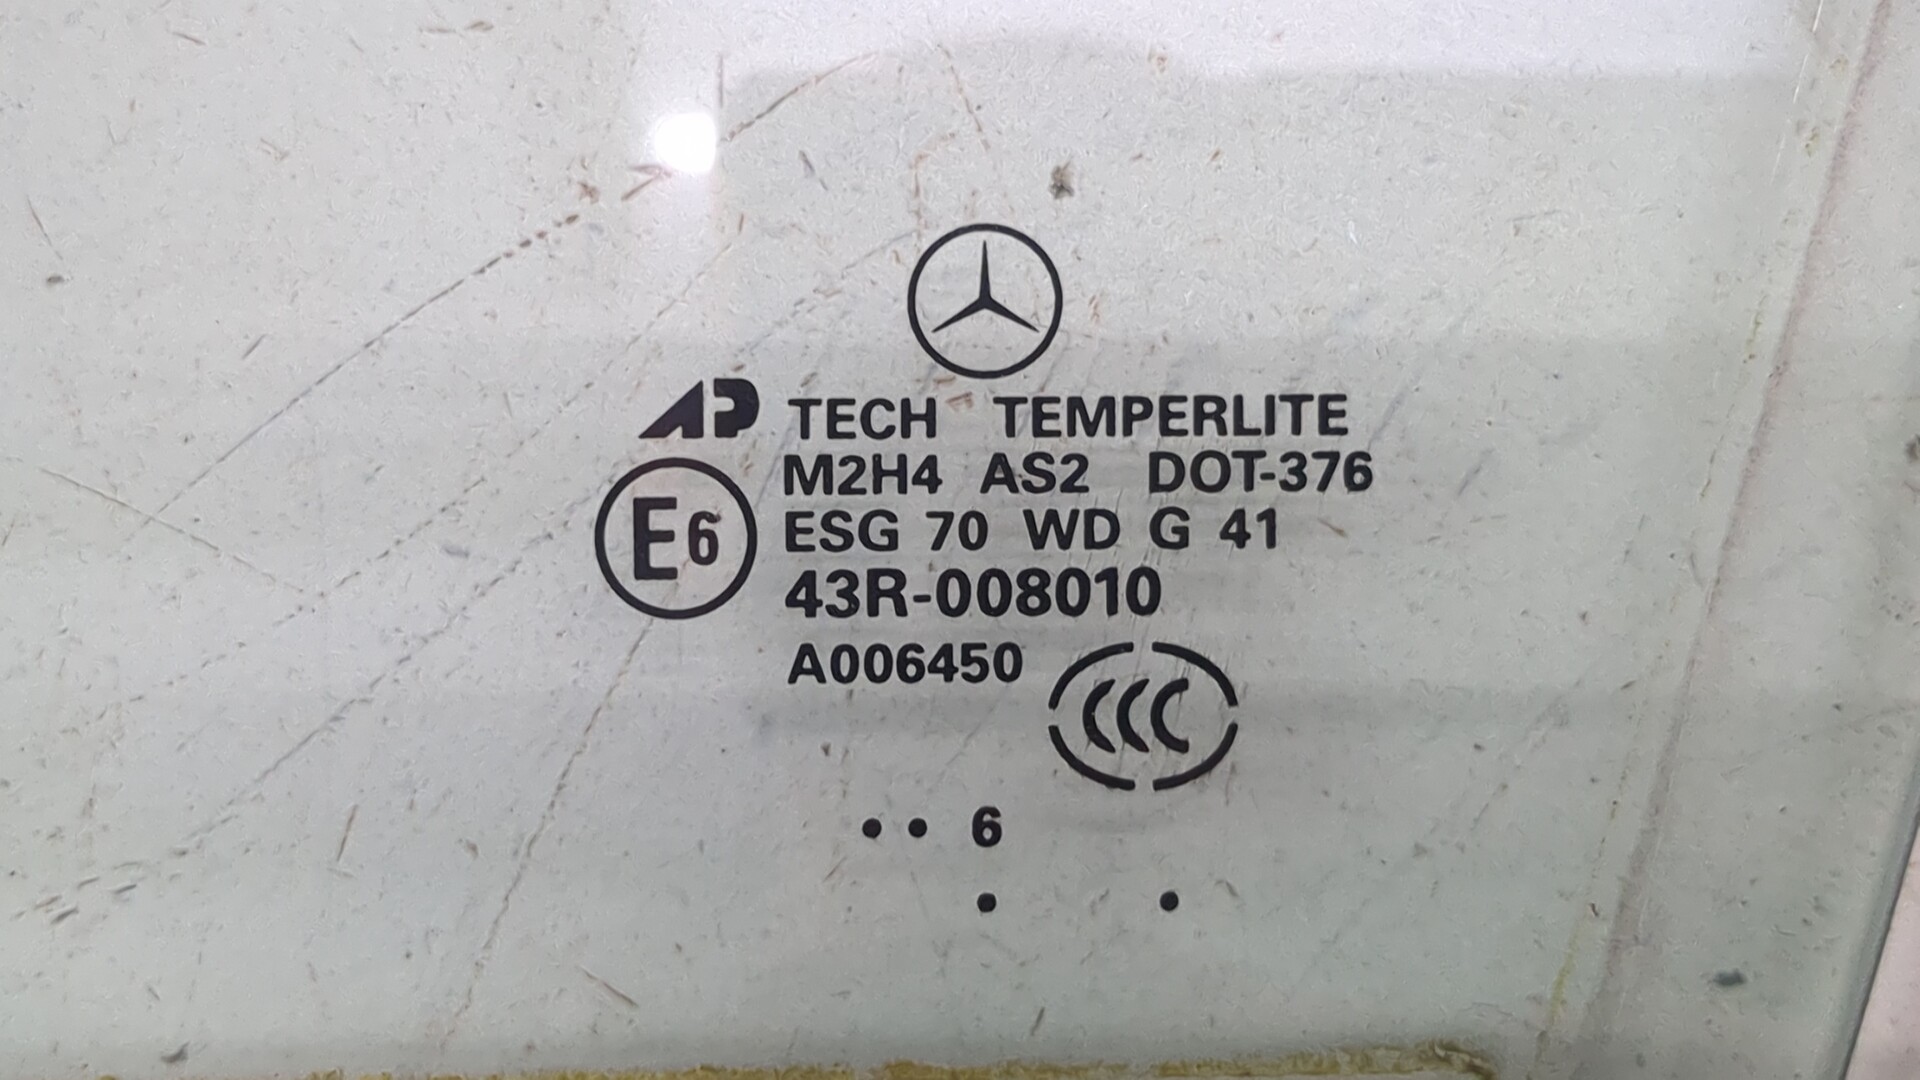 AP TECH TEMPERLITE
M2H4 AS2 DOT-376
E6 ESG 70 WD G 41
43R-008010
A006450
CCC
•• 6
• •